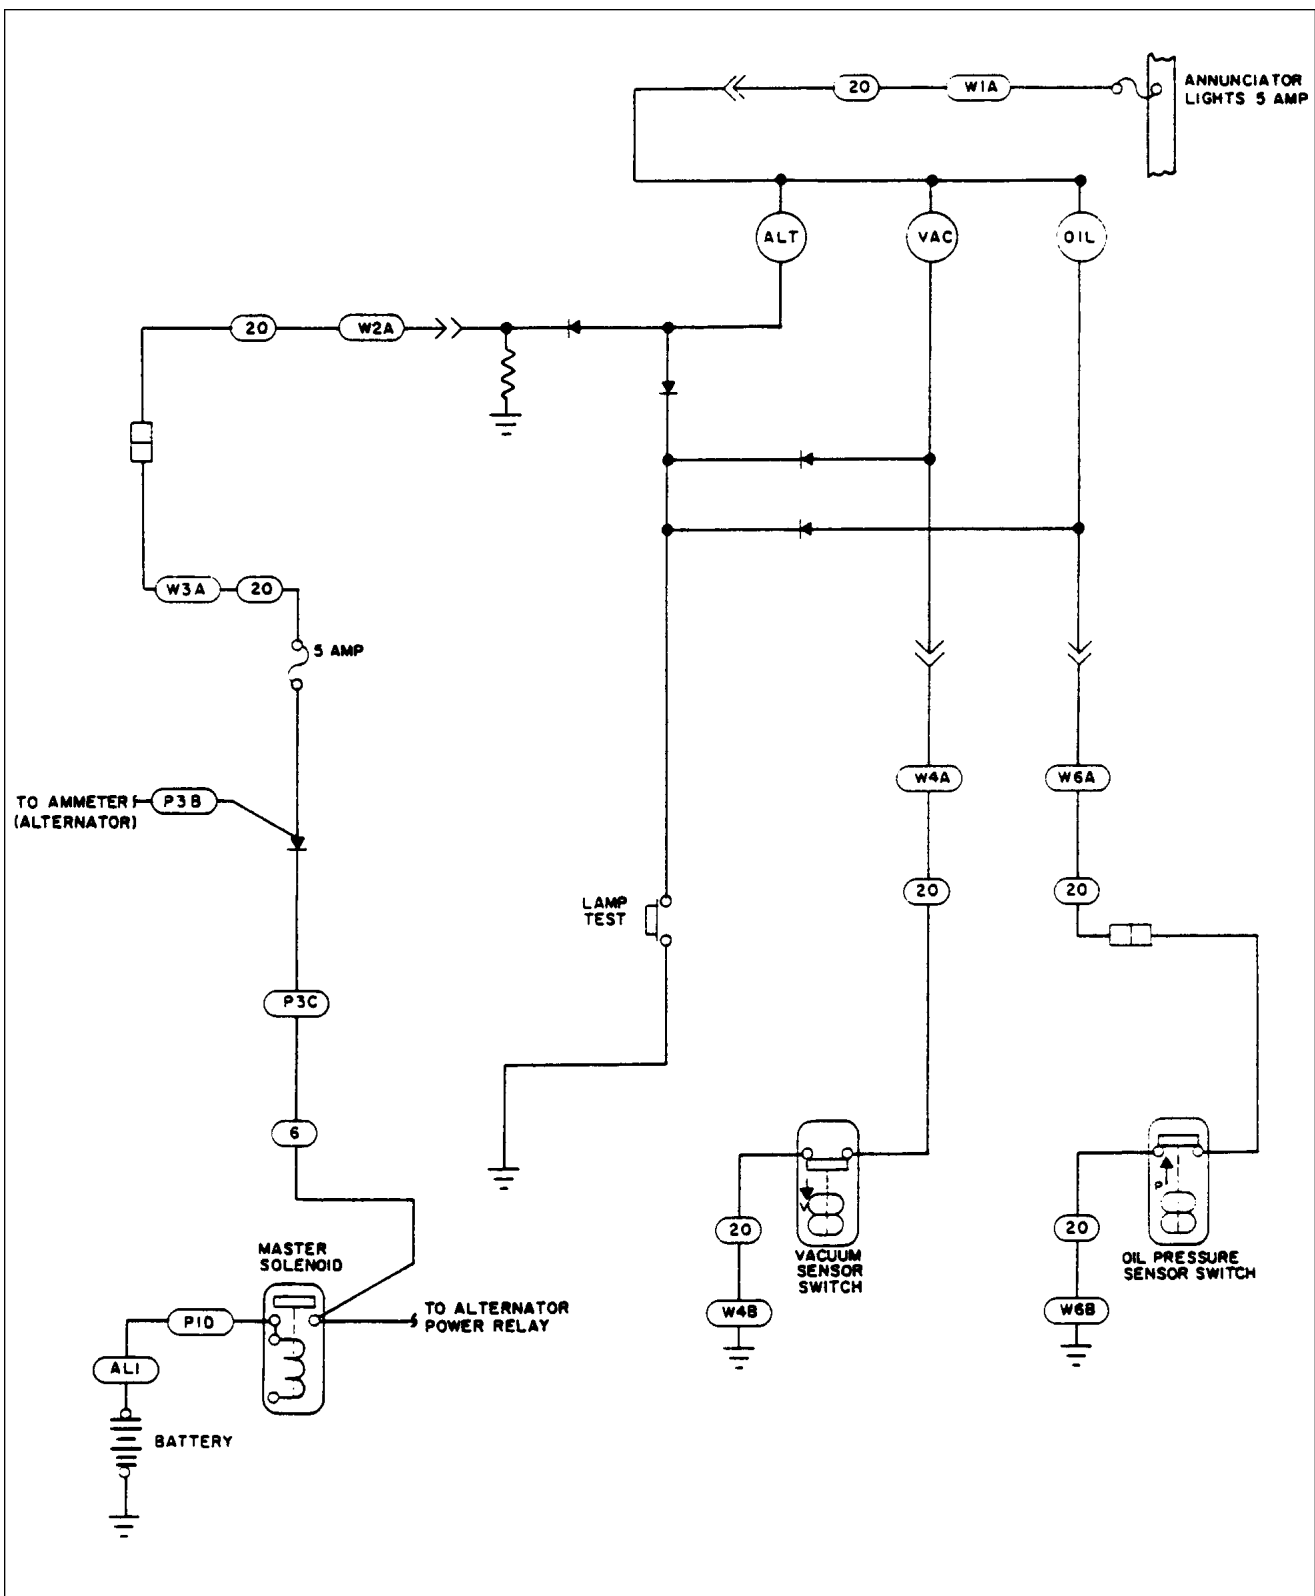 20
W1A
ANNUNCIATOR
LIGHTS 5 AMP
ALT
VAC
OIL
20
W2A
W3A
20
5 AMP
TO AMMETER
(ALTERNATOR)
P3B
W4A
W6A
20
20
LAMP
TEST
P3C
6
P
V
20
20
VACUUM
SENSOR
SWITCH
OIL PRESSURE
SENSOR SWITCH
MASTER
SOLENOID
P1D
TO ALTERNATOR
POWER RELAY
W4B
W6B
AL1
BATTERY